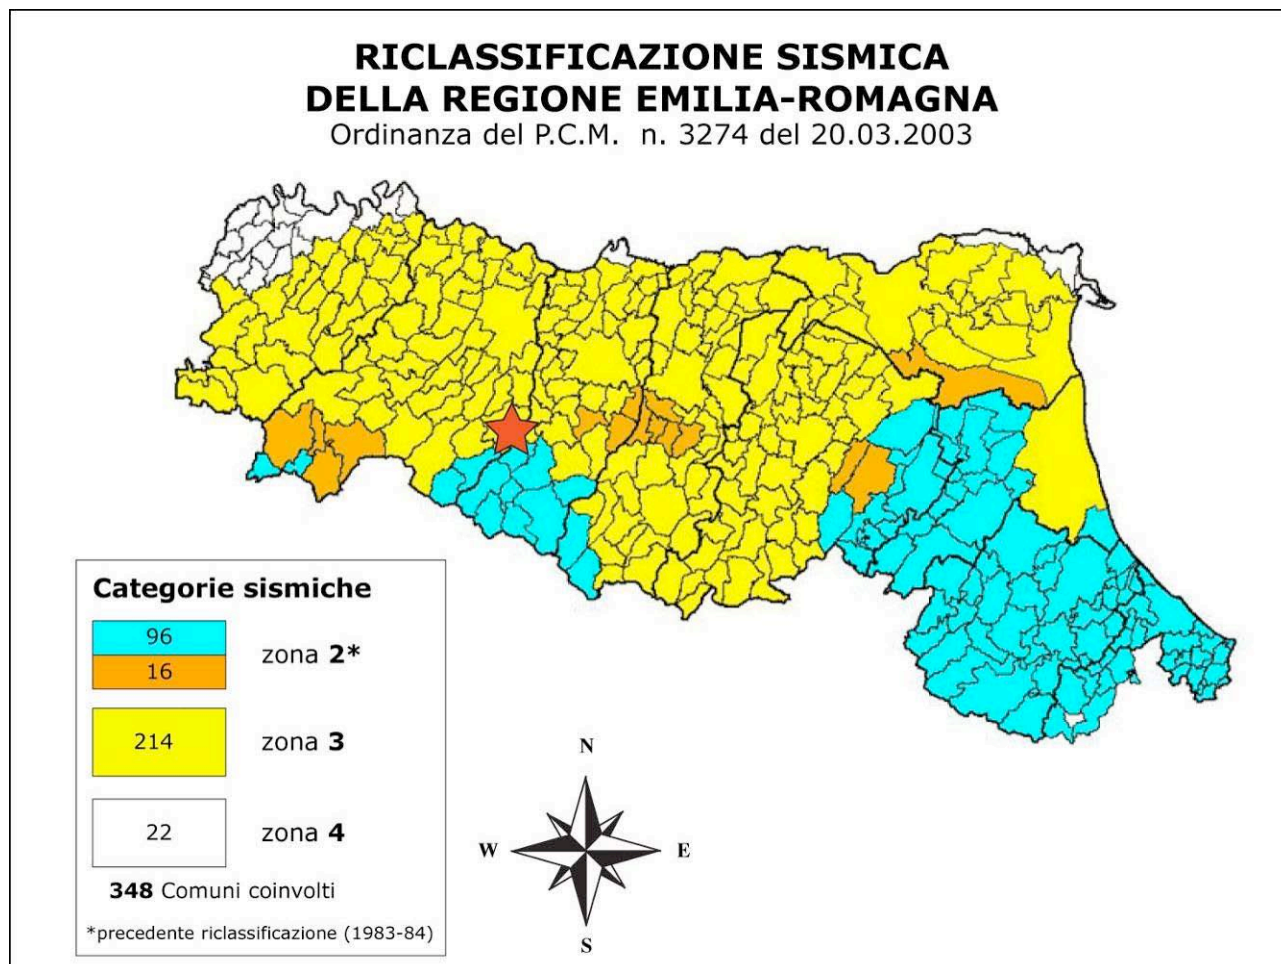 RICLASSIFICAZIONE SISMICA
DELLA REGIONE EMILIA-ROMAGNA
Ordinanza del P.C.M. n. 3274 del 20.03.2003
Categorie sismiche
96
16
zona 2*
214
zona 3
22
zona 4
348 Comuni coinvolti
*precedente riclassificazione (1983-84)
N
W
E
S